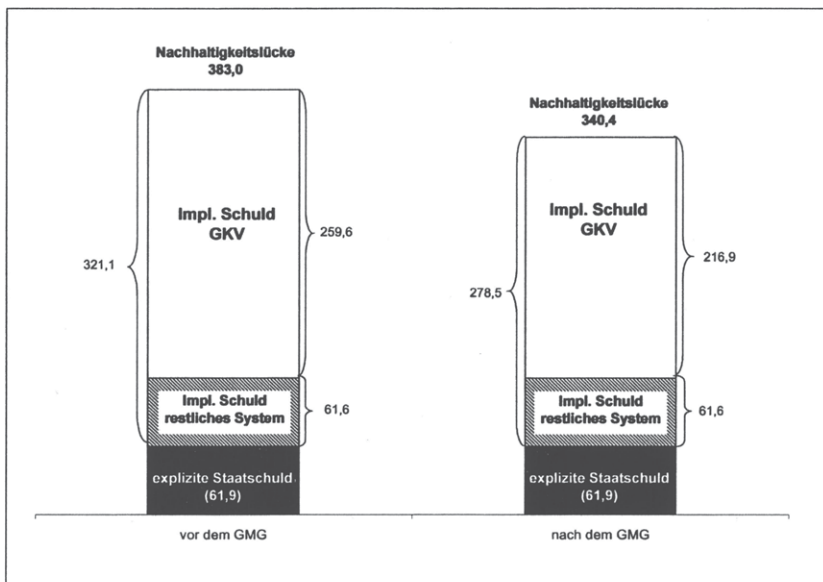 Nachhaltigkeitslücke
383,0
Impl. Schuld
GKV
321,1
259,6
Impl. Schuld
restliches System
61,6
explizite Staatschuld
(61,9)
vor dem GMG
Nachhaltigkeitslücke
340,4
Impl. Schuld
GKV
278,5
216,9
Impl. Schuld
restliches System
61,6
explizite Staatschuld
(61,9)
nach dem GMG